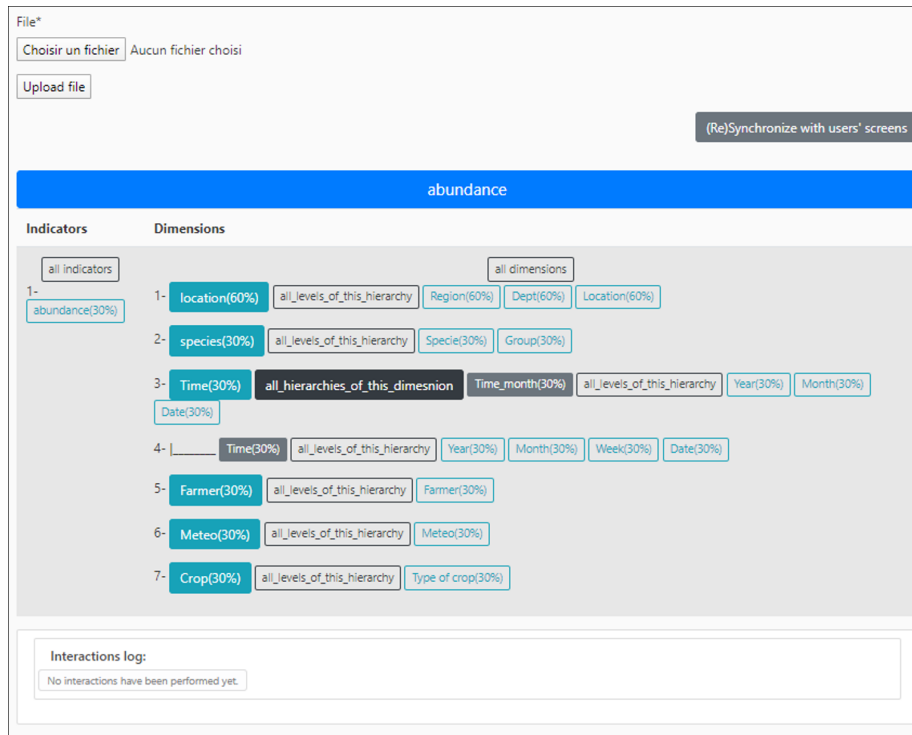 File*
Choisir un fichier Aucun fichier choisi
Upload file
(Re)Synchronize with users' screens
abundance
Indicators Dimensions
all indicators all dimensions
1-
abundance(30%)
1- location(60%) all_levels_of_this_hierarchy Region(60%) Dept(60%) Location(60%)
2- species(30%) all_levels_of_this_hierarchy Specie(30%) Group(30%)
3- Time(30%) all_hierarchies_of_this_dimesnion Time_month(30%) all_levels_of_this_hierarchy Year(30%) Month(30%)
Date(30%)
4- |_______ Time(30%) all_levels_of_this_hierarchy Year(30%) Month(30%) Week(30%) Date(30%)
5- Farmer(30%) all_levels_of_this_hierarchy Farmer(30%)
6- Meteo(30%) all_levels_of_this_hierarchy Meteo(30%)
7- Crop(30%) all_levels_of_this_hierarchy Type of crop(30%)
Interactions log:
No interactions have been performed yet.